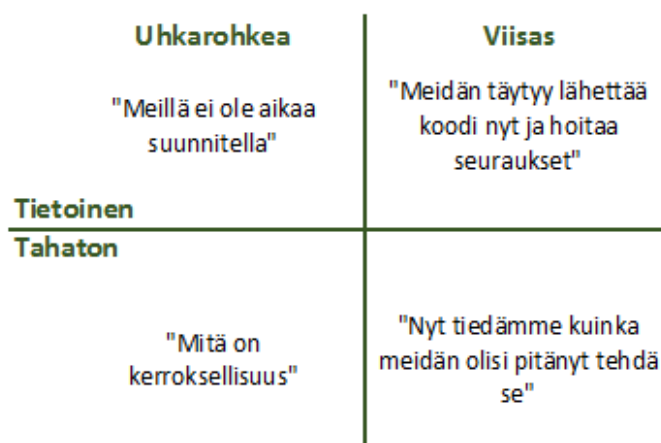 Uhkarohkea
Viisas
"Meillä ei ole aikaa
suunnitella"
"Meidän täytyy lähettää
koodi nyt ja hoitaa
seuraukset"
Tietoinen
Tahaton
"Mitä on
kerroksellisuus"
"Nyt tiedämme kuinka
meidän olisi pitänyt tehdä
se"